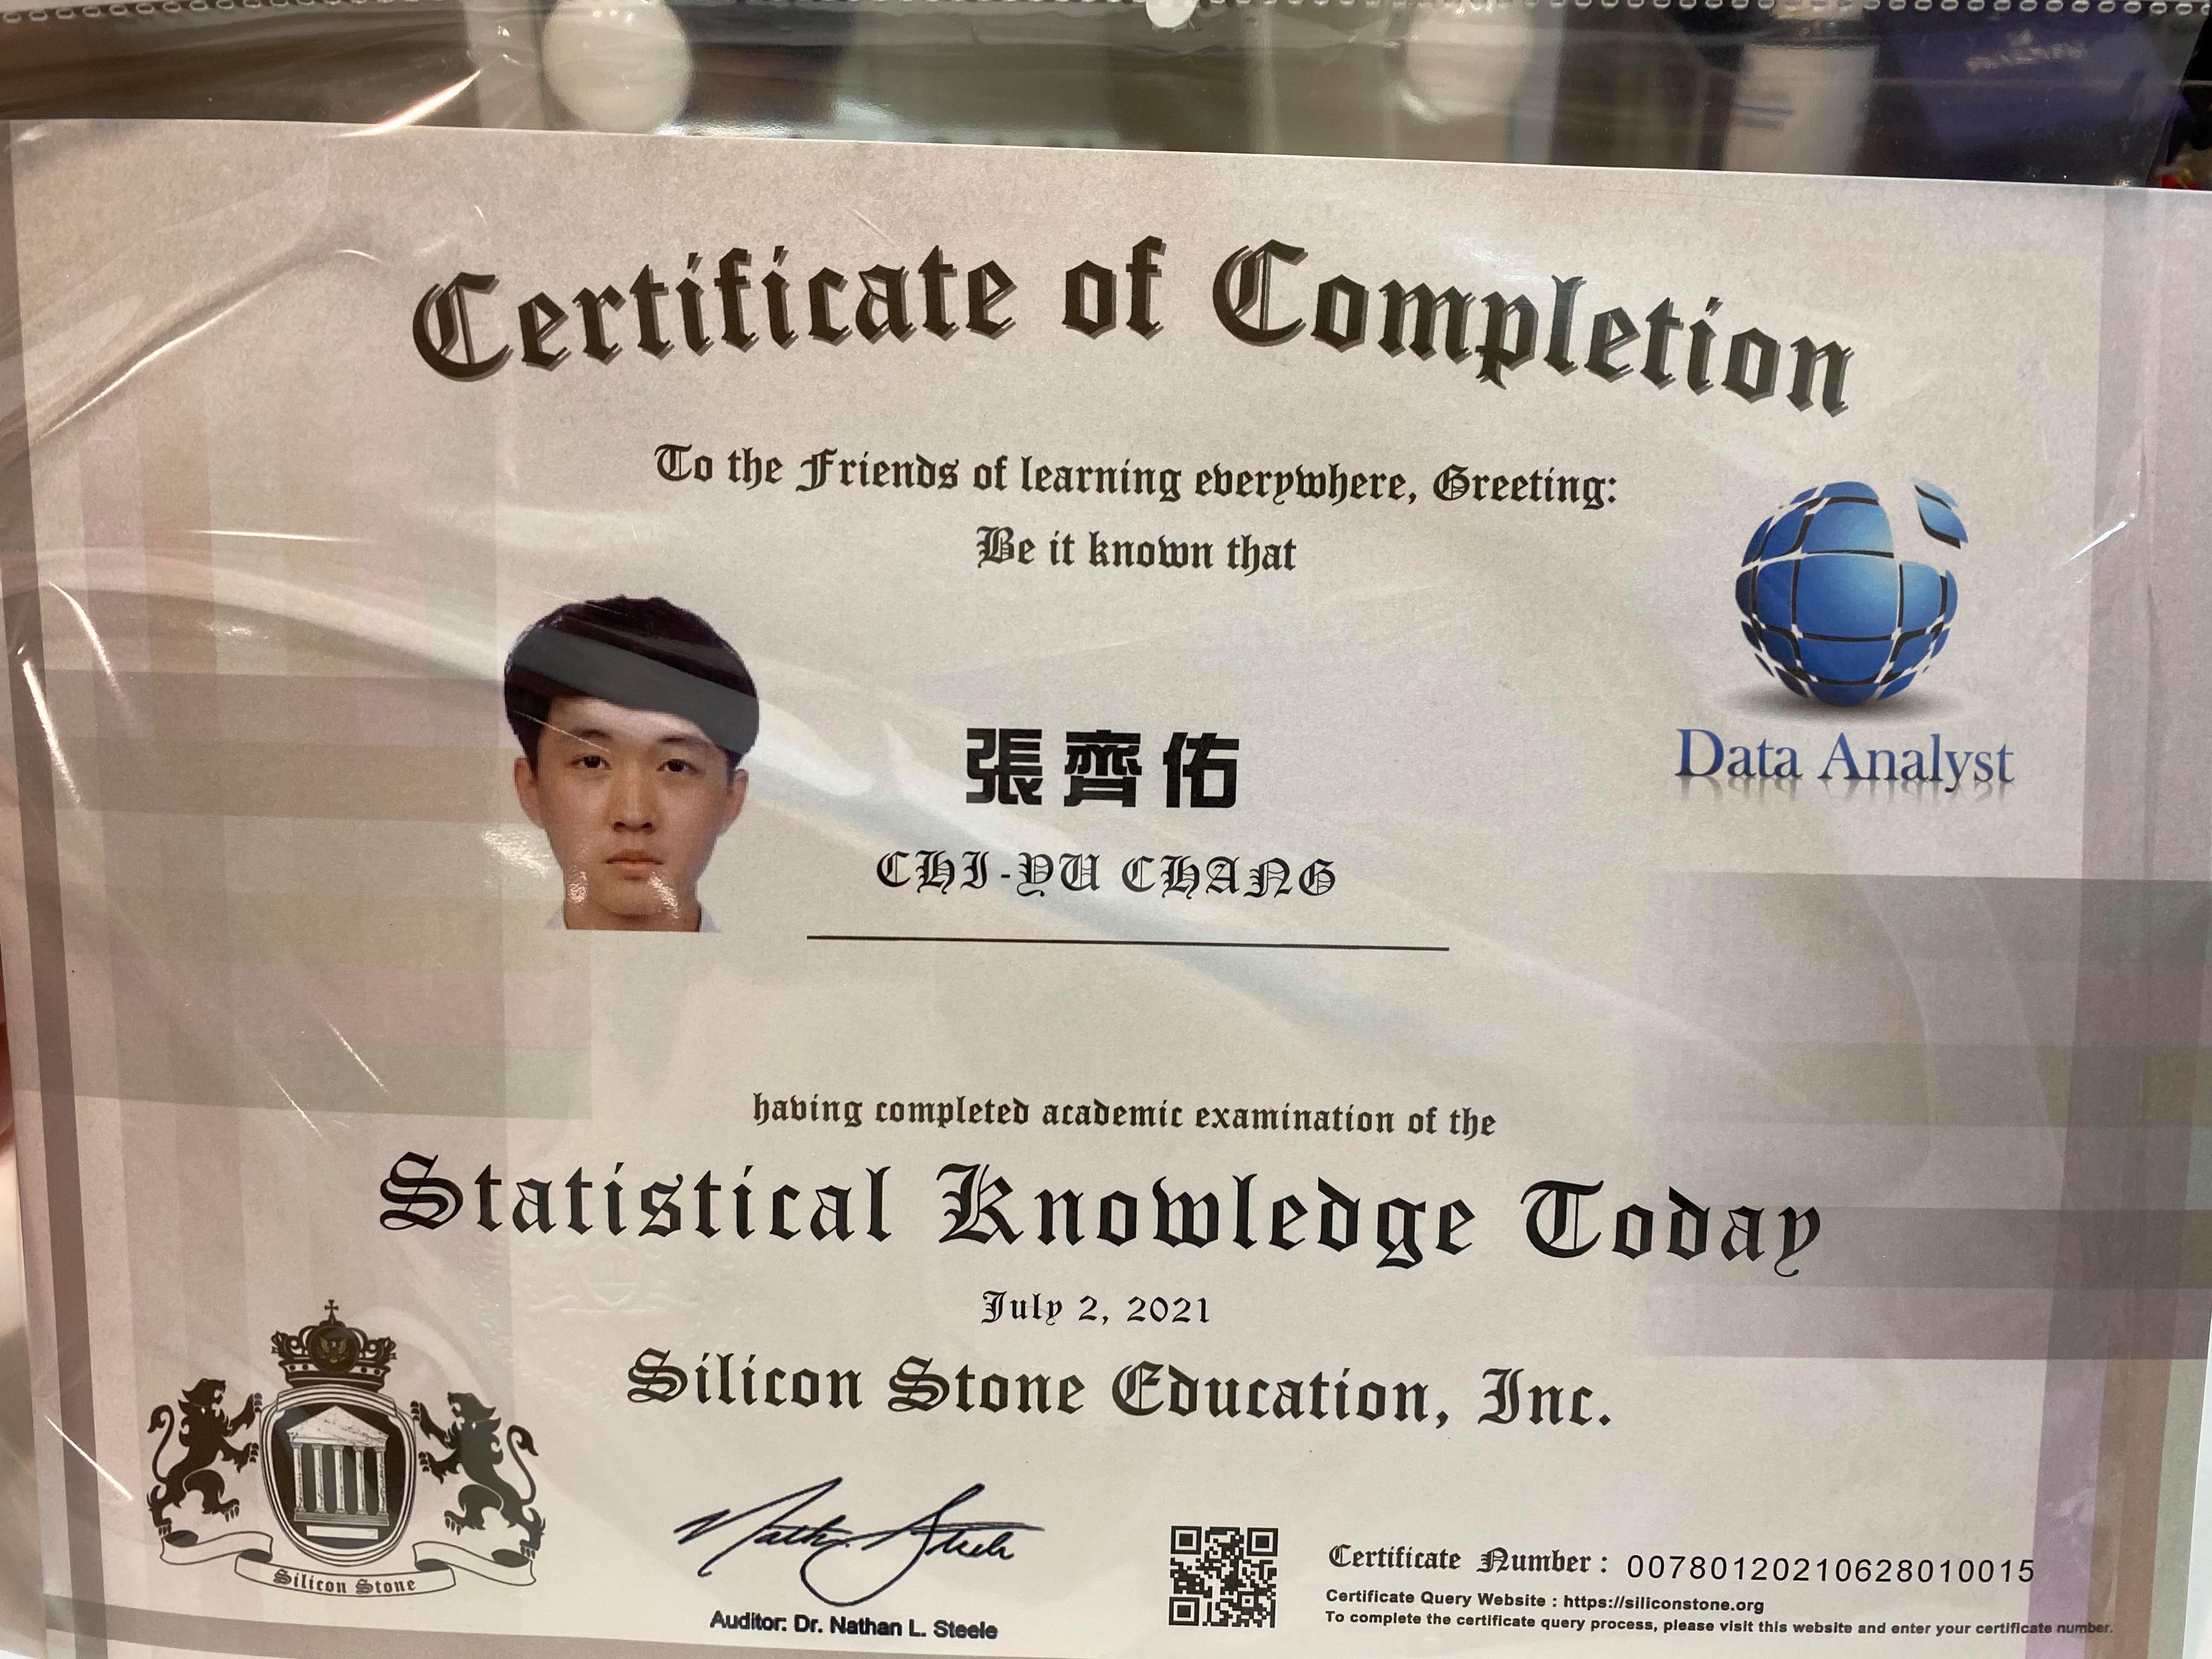 Certificate of Completion
To the Friends of learning everywhere, Greeting:
Be it known that
Data Analyst
張齊佑
CHI-YU CHANG
having completed academic examination of the
Statistical Knowledge Today
July 2, 2021
Silicon Stone Education, Inc.
Silicon Stone
Auditor: Dr. Nathan L. Steele
Certificate Number : 00780120210628010015
Certificate Query Website : https://siliconstone.org
To complete the certificate query process, please visit this website and enter your certificate number.